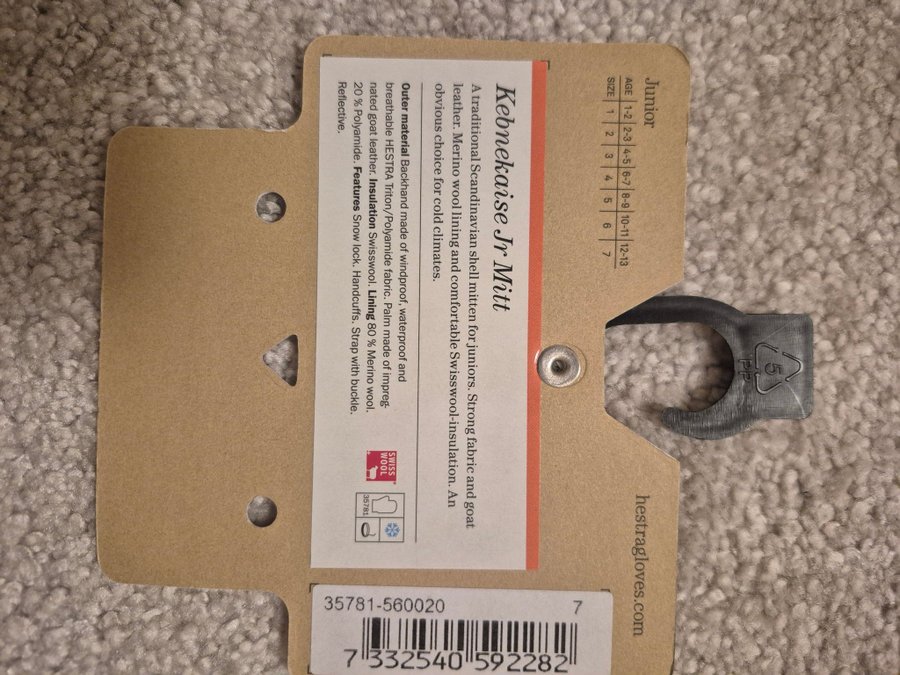 Junior
AGE 1-2 2-3 4-5 6-7 8-9 10-11 12-13
SIZE 1 2 3 4 5 6 7
hestragloves.com
5
PP
Kebnekaise Jr Mitt
A traditional Scandinavian shell mitten for juniors. Strong fabric and goat
leather. Merino wool lining and comfortable Swisswool-insulation. An
obvious choice for cold climates.
Outer material Backhand made of windproof, waterproof and
breathable HESTRA Triton/Polyamide fabric. Palm made of impreg-
nated goat leather. Insulation Swisswool. Lining 80 % Merino wool.
20 % Polyamide. Features Snow lock. Handcuffs. Strap with buckle.
Reflective.
SWISS
WOOL
35781
35781-560020 7
7 332540 592282